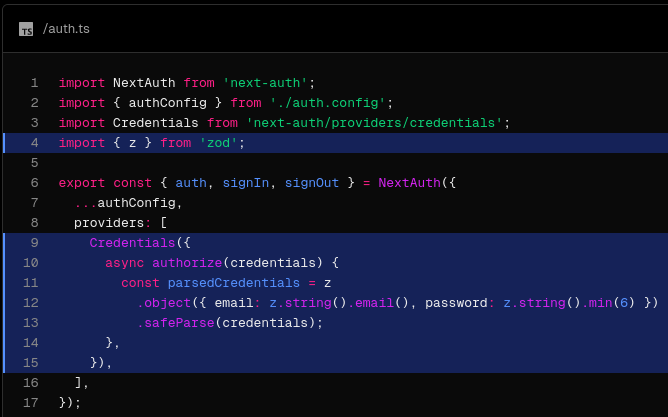 TS /auth.ts
1 import NextAuth from 'next-auth';
2 import { authConfig } from './auth.config';
3 import Credentials from 'next-auth/providers/credentials';
4 import { z } from 'zod';
5
6 export const { auth, signIn, signOut } = NextAuth({
7   ...authConfig,
8   providers: [
9     Credentials({
10       async authorize(credentials) {
11         const parsedCredentials = z
12           .object({ email: z.string().email(), password: z.string().min(6) })
13           .safeParse(credentials);
14       },
15     }),
16   ],
17 });